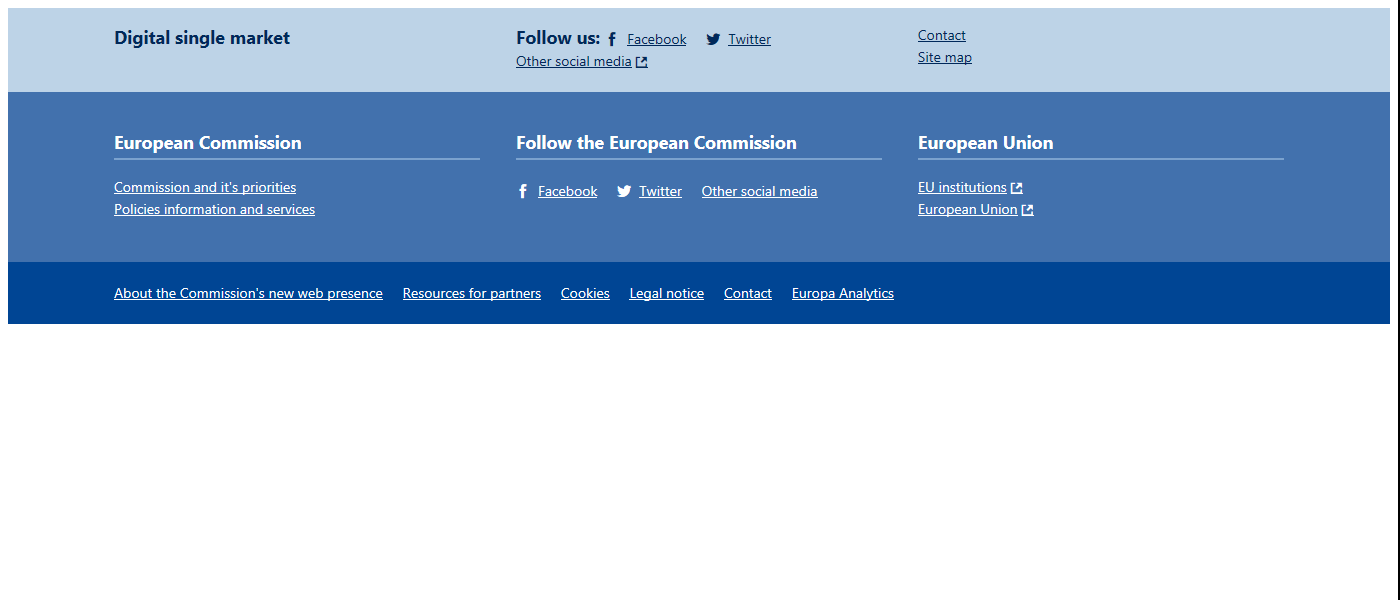 Digital single market
Follow us: Facebook Twitter
Other social media
Contact
Site map
European Commission
Commission and it's priorities
Policies information and services
Follow the European Commission
Facebook Twitter Other social media
European Union
EU institutions
European Union
About the Commission's new web presence Resources for partners Cookies Legal notice Contact Europa Analytics